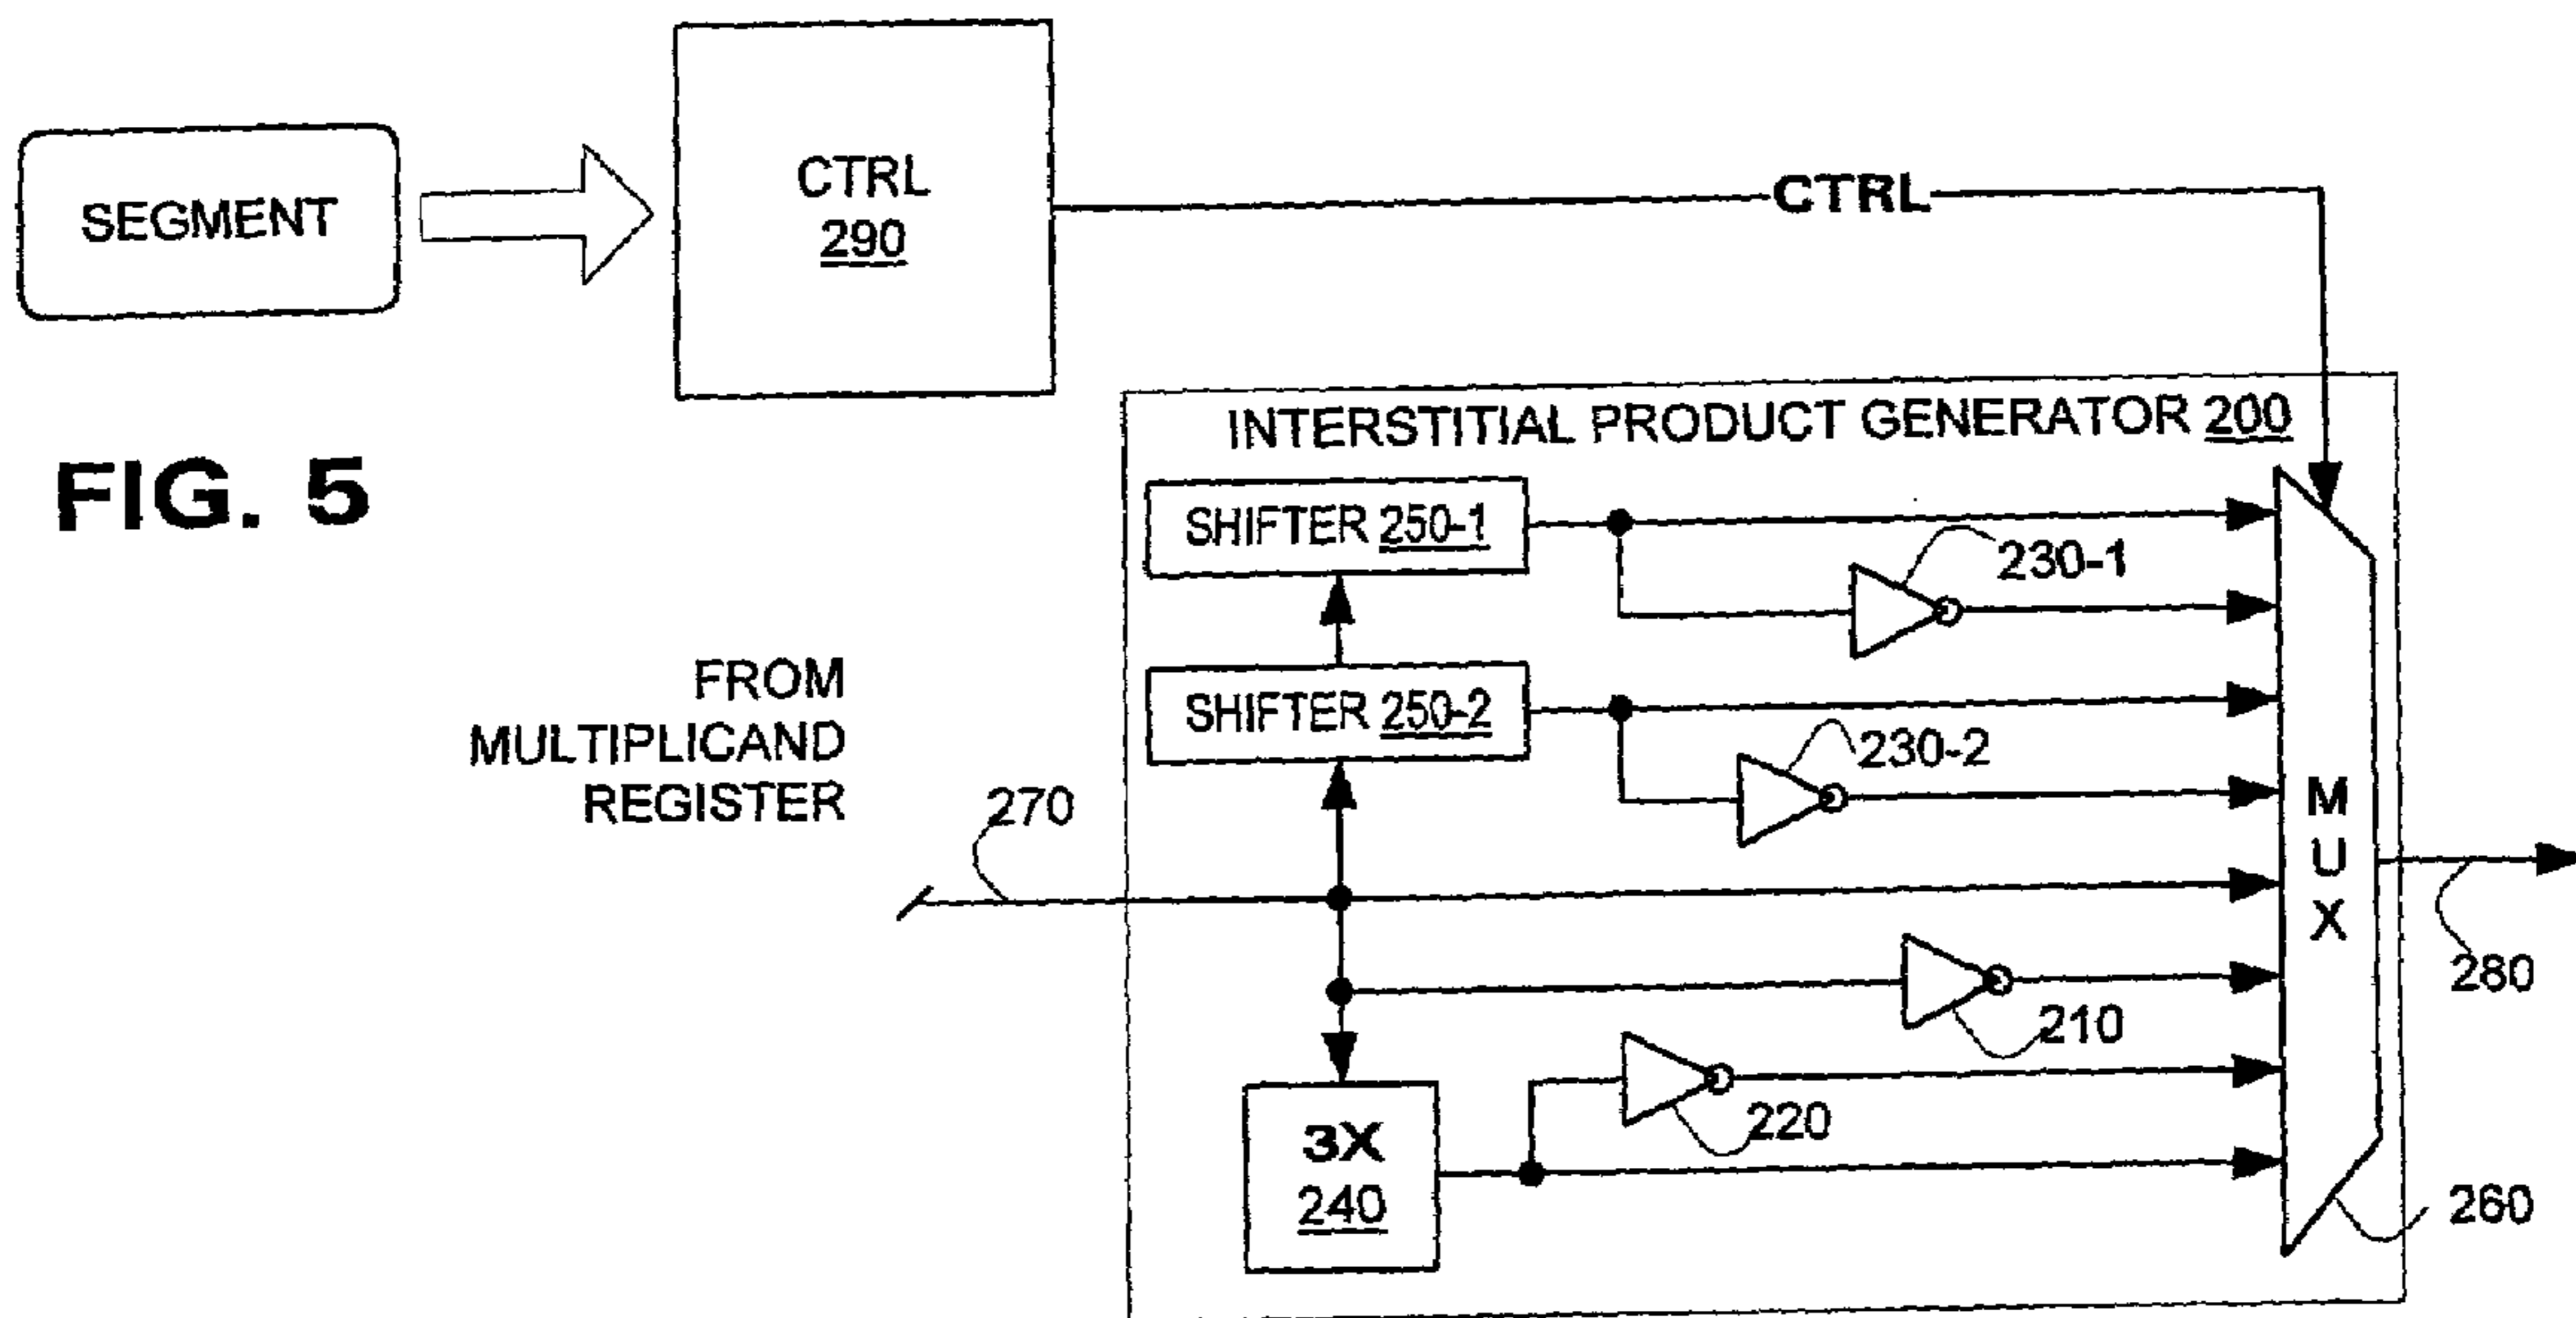 SEGMENT
CTRL
290
CTRL
FIG. 5
INTERSTITIAL PRODUCT GENERATOR 200
SHIFTER 250-1
230-1
FROM
MULTIPLICAND
REGISTER
SHIFTER 250-2
230-2
270
M
U
X
280
210
3X
240
220
260